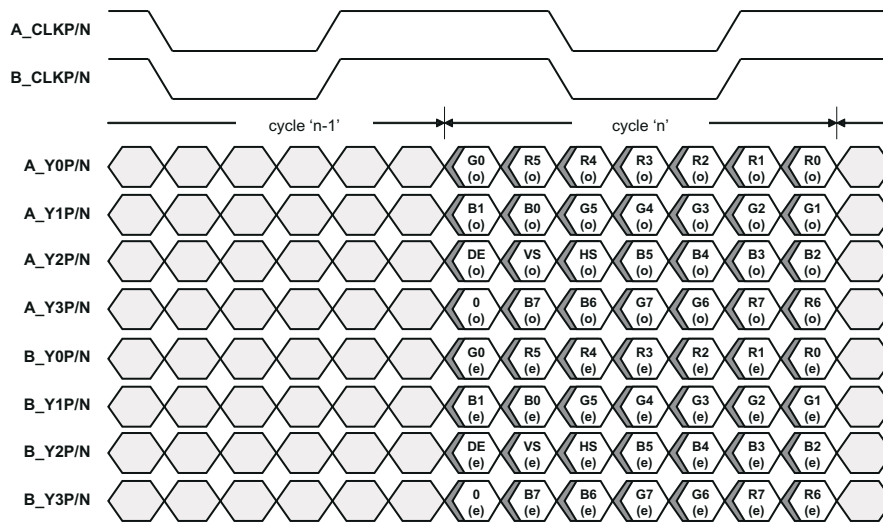 A_CLKP/N
B_CLKP/N
cycle ‘n-1’ cycle ‘n’
A_Y0P/N G0 (o) R5 (o) R4 (o) R3 (o) R2 (o) R1 (o) R0 (o)
A_Y1P/N B1 (o) B0 (o) G5 (o) G4 (o) G3 (o) G2 (o) G1 (o)
A_Y2P/N DE (o) VS (o) HS (o) B5 (o) B4 (o) B3 (o) B2 (o)
A_Y3P/N 0 (o) B7 (o) B6 (o) G7 (o) G6 (o) R7 (o) R6 (o)
B_Y0P/N G0 (e) R5 (e) R4 (e) R3 (e) R2 (e) R1 (e) R0 (e)
B_Y1P/N B1 (e) B0 (e) G5 (e) G4 (e) G3 (e) G2 (e) G1 (e)
B_Y2P/N DE (e) VS (e) HS (e) B5 (e) B4 (e) B3 (e) B2 (e)
B_Y3P/N 0 (e) B7 (e) B6 (e) G7 (e) G6 (e) R7 (e) R6 (e)